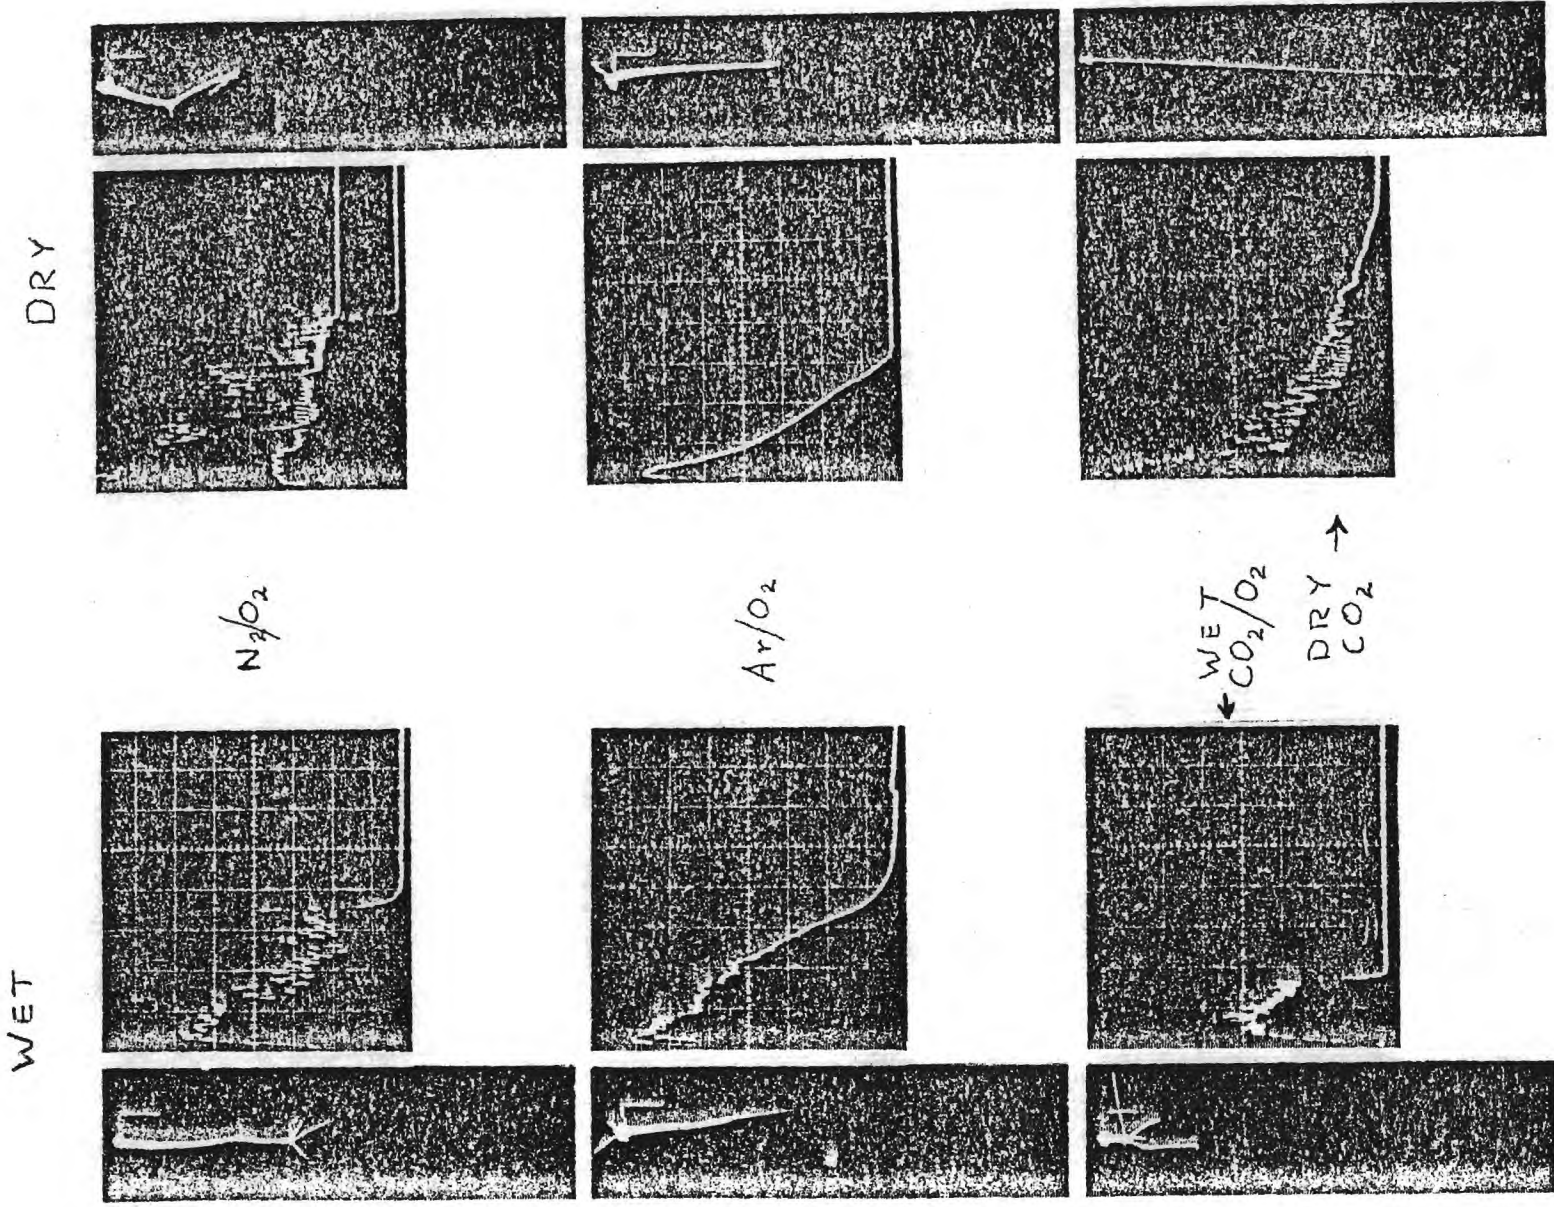 DRY
N₂/O₂
Ar/O₂
WET
CO₂/O₂
DRY →
CO₂
WET